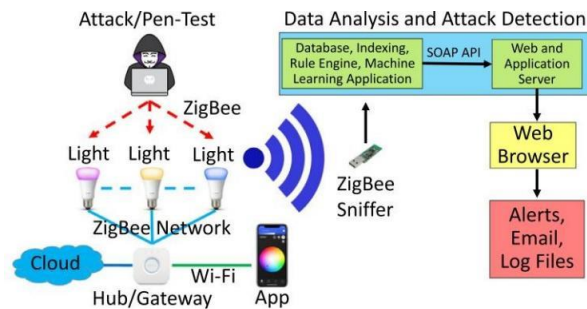 Attack/Pen-Test
ZigBee
Light Light Light
ZigBee Network
Cloud
Wi-Fi
Hub/Gateway
App
Data Analysis and Attack Detection
Database, Indexing,
Rule Engine, Machine
Learning Application
SOAP API
Web and
Application
Server
ZigBee
Sniffer
Web
Browser
Alerts,
Email,
Log Files